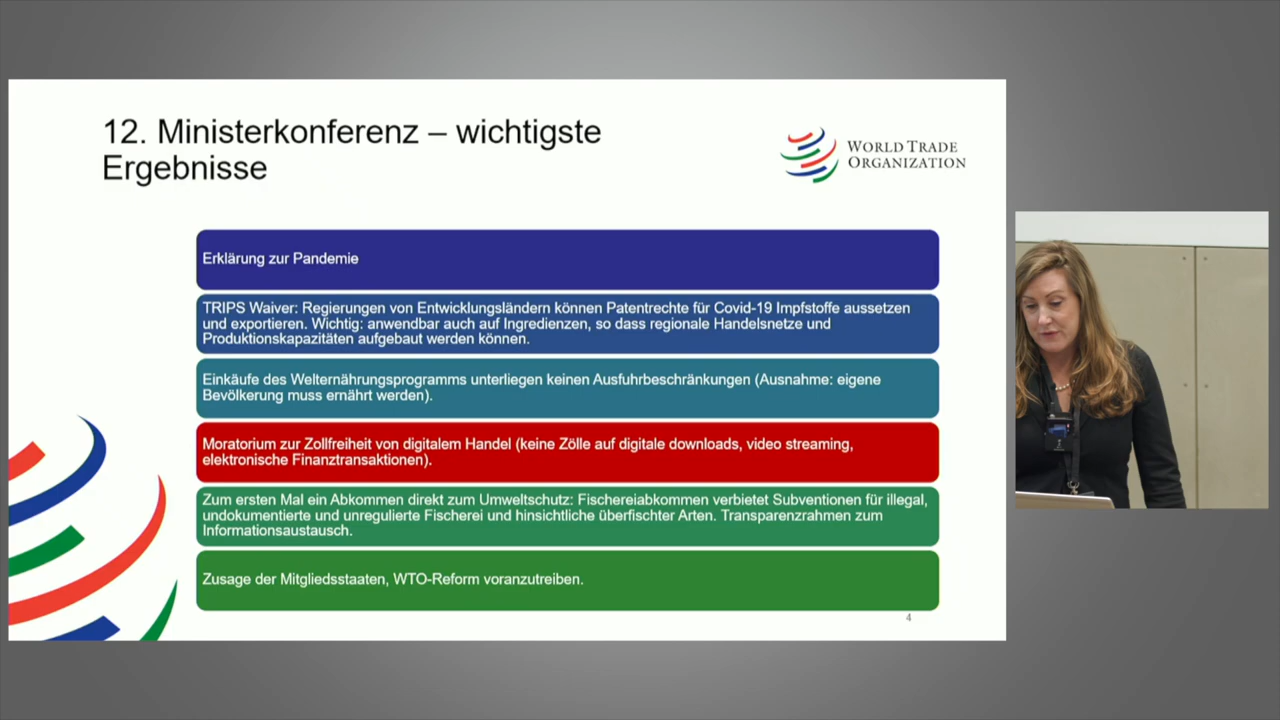 12. Ministerkonferenz – wichtigste
Ergebnisse
WORLD TRADE
ORGANIZATION
Erklärung zur Pandemie
TRIPS Waiver: Regierungen von Entwicklungsländern können Patentrechte für Covid-19 Impfstoffe aussetzen
und exportieren. Wichtig: anwendbar auch auf Ingredienzen, so dass regionale Handelsnetze und
Produktionskapazitäten aufgebaut werden können.
Einkäufe des Welternährungsprogramms unterliegen keinen Ausfuhrbeschränkungen (Ausnahme: eigene
Bevölkerung muss ernährt werden).
Moratorium zur Zollfreiheit von digitalem Handel (keine Zölle auf digitale downloads, video streaming,
elektronische Finanztransaktionen).
Zum ersten Mal ein Abkommen direkt zum Umweltschutz: Fischereiabkommen verbietet Subventionen für illegal,
undokumentierte und unregulierte Fischerei und hinsichtliche überfischter Arten. Transparenzrahmen zum
Informationsaustausch.
Zusage der Mitgliedsstaaten, WTO-Reform voranzutreiben.
4